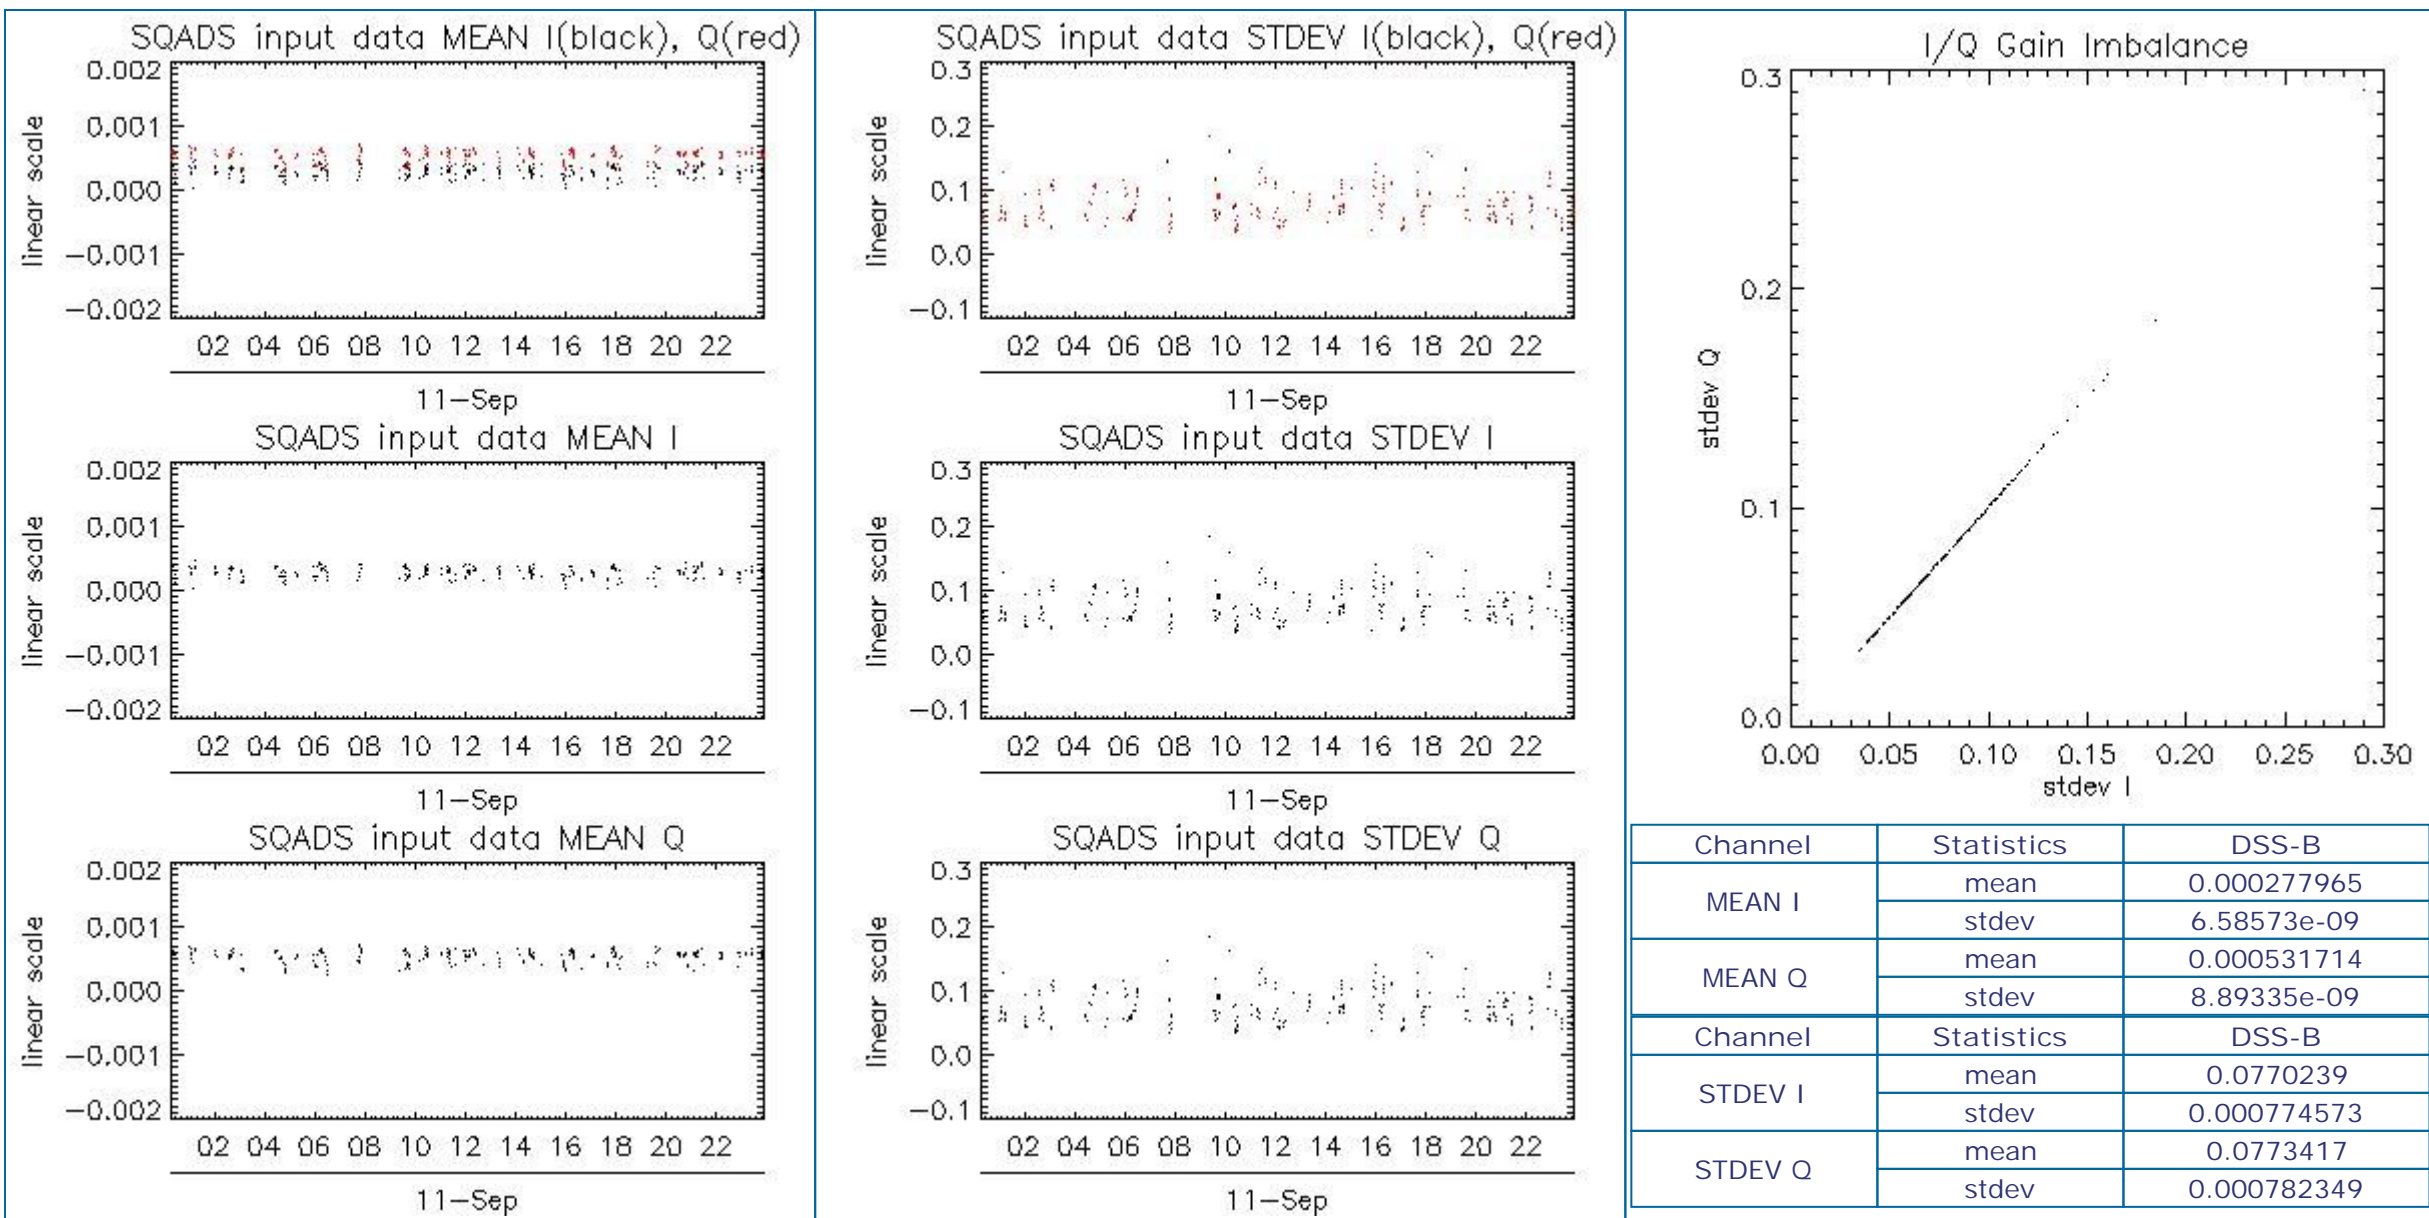 SQADS input data MEAN I(black), Q(red)
0.002
0.001
0.000
-0.001
-0.002
linear scale
02 04 06 08 10 12 14 16 18 20 22
11-Sep
SQADS input data MEAN I
0.002
0.001
0.000
-0.001
-0.002
linear scale
02 04 06 08 10 12 14 16 18 20 22
11-Sep
SQADS input data MEAN Q
0.002
0.001
0.000
-0.001
-0.002
linear scale
02 04 06 08 10 12 14 16 18 20 22
11-Sep
SQADS input data STDEV I(black), Q(red)
0.3
0.2
0.1
0.0
-0.1
linear scale
02 04 06 08 10 12 14 16 18 20 22
11-Sep
SQADS input data STDEV I
0.3
0.2
0.1
0.0
-0.1
linear scale
02 04 06 08 10 12 14 16 18 20 22
11-Sep
SQADS input data STDEV Q
0.3
0.2
0.1
0.0
-0.1
linear scale
02 04 06 08 10 12 14 16 18 20 22
11-Sep
I/Q Gain Imbalance
0.3
0.2
0.1
0.0
stdev Q
0.00 0.05 0.10 0.15 0.20 0.25 0.30
stdev I
Channel Statistics DSS-B
MEAN I mean 0.000277965
stdev 6.58573e-09
MEAN Q mean 0.000531714
stdev 8.89335e-09
Channel Statistics DSS-B
STDEV I mean 0.0770239
stdev 0.000774573
STDEV Q mean 0.0773417
stdev 0.000782349